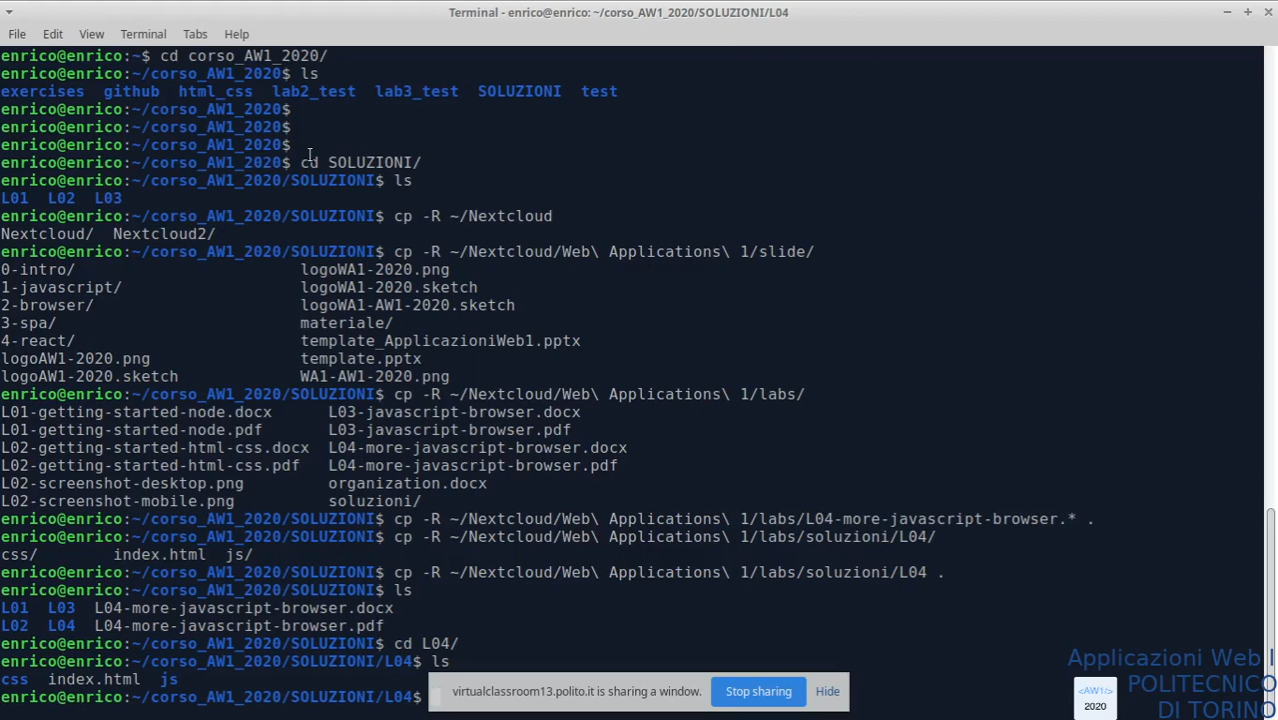 Terminal - enrico@enrico: ~/corso_AW1_2020/SOLUZIONI/L04
File Edit View Terminal Tabs Help
enrico@enrico:~$ cd corso_AW1_2020/
enrico@enrico:~/corso_AW1_2020$ ls
exercises github html_css lab2_test lab3_test SOLUZIONI test
enrico@enrico:~/corso_AW1_2020$
enrico@enrico:~/corso_AW1_2020$
enrico@enrico:~/corso_AW1_2020$
enrico@enrico:~/corso_AW1_2020$ cd SOLUZIONI/
enrico@enrico:~/corso_AW1_2020/SOLUZIONI$ ls
L01 L02 L03
enrico@enrico:~/corso_AW1_2020/SOLUZIONI$ cp -R ~/Nextcloud
Nextcloud/ Nextcloud2/
enrico@enrico:~/corso_AW1_2020/SOLUZIONI$ cp -R ~/Nextcloud/Web\ Applications\ 1/slide/
0-intro/ logoWA1-2020.png
1-javascript/ logoWA1-2020.sketch
2-browser/ logoWA1-AW1-2020.sketch
3-spa/ materiale/
4-react/ template_ApplicazioniWeb1.pptx
logoAW1-2020.png template.pptx
logoAW1-2020.sketch WA1-AW1-2020.png
enrico@enrico:~/corso_AW1_2020/SOLUZIONI$ cp -R ~/Nextcloud/Web\ Applications\ 1/labs/
L01-getting-started-node.docx L03-javascript-browser.docx
L01-getting-started-node.pdf L03-javascript-browser.pdf
L02-getting-started-html-css.docx L04-more-javascript-browser.docx
L02-getting-started-html-css.pdf L04-more-javascript-browser.pdf
L02-screenshot-desktop.png organization.docx
L02-screenshot-mobile.png soluzioni/
enrico@enrico:~/corso_AW1_2020/SOLUZIONI$ cp -R ~/Nextcloud/Web\ Applications\ 1/labs/L04-more-javascript-browser.* .
enrico@enrico:~/corso_AW1_2020/SOLUZIONI$ cp -R ~/Nextcloud/Web\ Applications\ 1/labs/soluzioni/L04/
css/ index.html js/
enrico@enrico:~/corso_AW1_2020/SOLUZIONI$ cp -R ~/Nextcloud/Web\ Applications\ 1/labs/soluzioni/L04 .
enrico@enrico:~/corso_AW1_2020/SOLUZIONI$ ls
L01 L03 L04-more-javascript-browser.docx
L02 L04 L04-more-javascript-browser.pdf
enrico@enrico:~/corso_AW1_2020/SOLUZIONI$ cd L04/
enrico@enrico:~/corso_AW1_2020/SOLUZIONI/L04$ ls
css index.html js
enrico@enrico:~/corso_AW1_2020/SOLUZIONI/L04$
virtualclassroom13.polito.it is sharing a window. Stop sharing Hide
Applicazioni Web I
POLITECNICO
DI TORINO
<AW1/>
2020